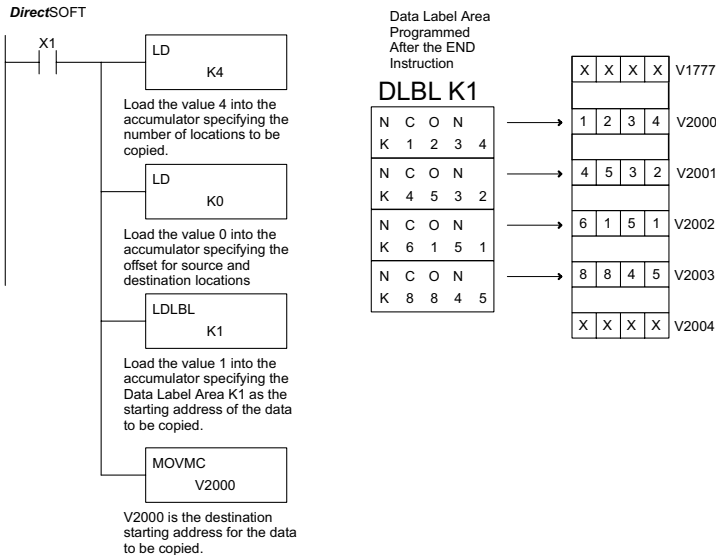 DirectSOFT
X1
LD
K4
Load the value 4 into the
accumulator specifying the
number of locations to be
copied.
LD
K0
Load the value 0 into the
accumulator specifying the
offset for source and
destination locations
LDLBL
K1
Load the value 1 into the
accumulator specifying the
Data Label Area K1 as the
starting address of the data
to be copied.
MOVMC
V2000
V2000 is the destination
starting address for the data
to be copied.
Data Label Area
Programmed
After the END
Instruction
DLBL K1
N C O N
K 1 2 3 4
N C O N
K 4 5 3 2
N C O N
K 6 1 5 1
N C O N
K 8 8 4 5
X X X X V1777
1 2 3 4 V2000
4 5 3 2 V2001
6 1 5 1 V2002
8 8 4 5 V2003
X X X X V2004